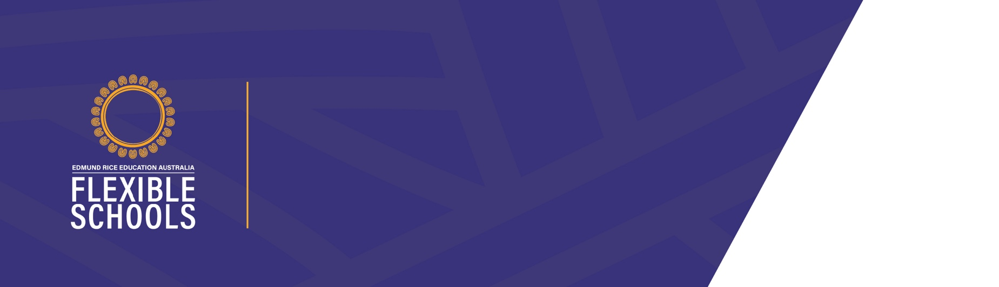 EDMUND RICE EDUCATION AUSTRALIA
FLEXIBLE
SCHOOLS